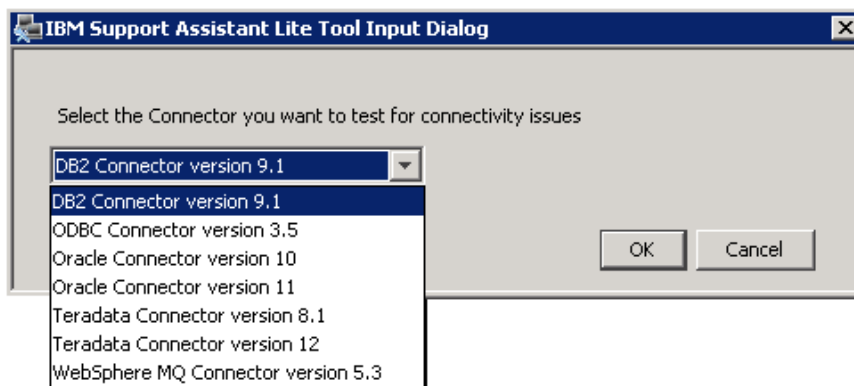 IBM Support Assistant Lite Tool Input Dialog
Select the Connector you want to test for connectivity issues
DB2 Connector version 9.1
DB2 Connector version 9.1
ODBC Connector version 3.5
Oracle Connector version 10
Oracle Connector version 11
Teradata Connector version 8.1
Teradata Connector version 12
WebSphere MQ Connector version 5.3
OK Cancel